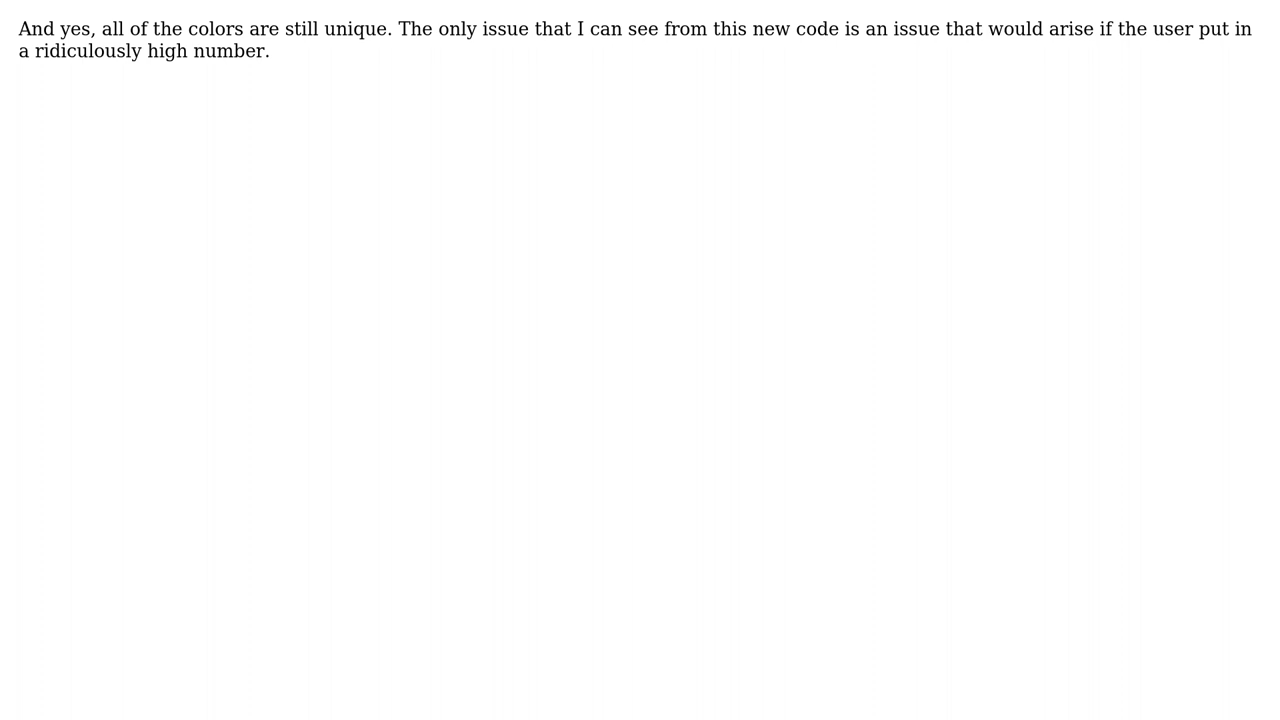 And yes, all of the colors are still unique. The only issue that I can see from this new code is an issue that would arise if the user put in
a ridiculously high number.